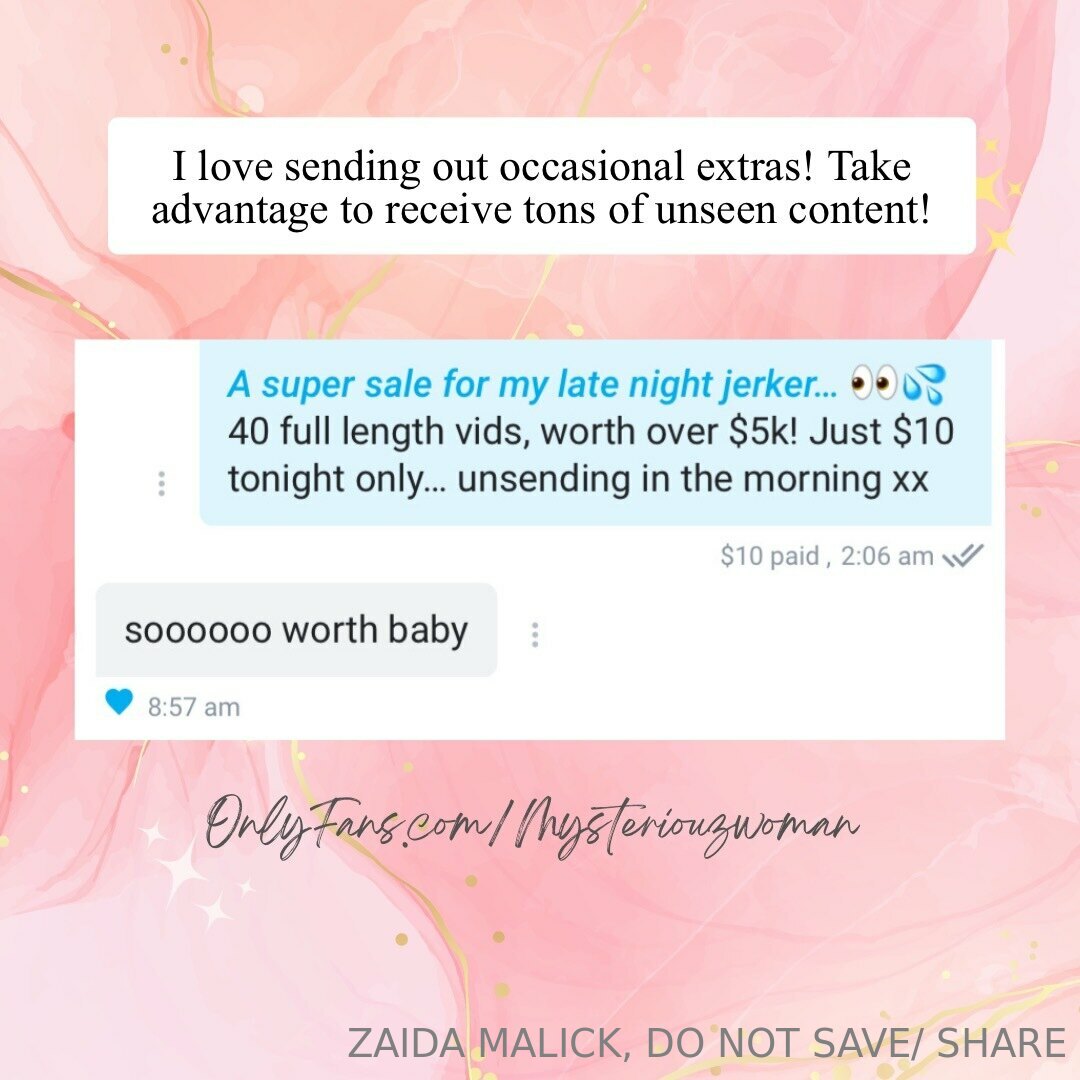 I love sending out occasional extras! Take
advantage to receive tons of unseen content!
A super sale for my late night jerker... 👀💦
40 full length vids, worth over $5k! Just $10
tonight only... unsending in the morning xx
$10 paid , 2:06 am
soooooo worth baby
8:57 am
OnlyFans.com/Mysteriouzwoman
ZAIDA MALICK, DO NOT SAVE/ SHARE